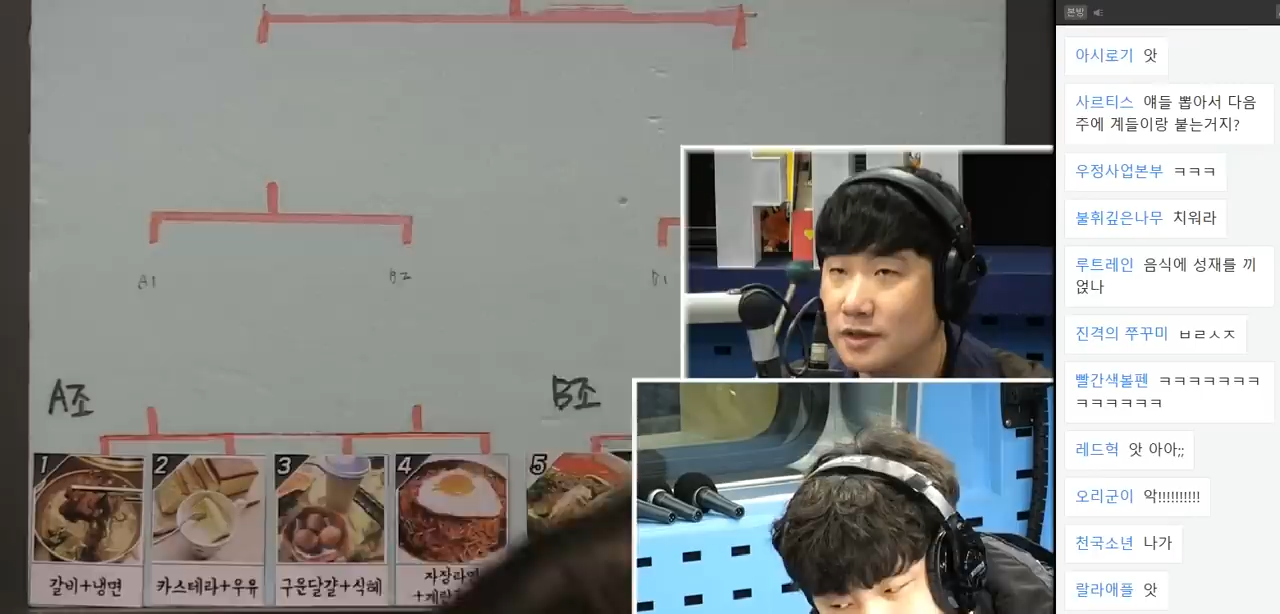 A1
B2
A조
B조
1
2
3
4
5
갈비+냉면
카스테라+우유
구운달걀+식혜
본방
아시로기 앗
사르티스 얘들 뽑아서 다음
주에 계들이랑 붙는거지?
우정사업본부 ㅋㅋㅋ
불휘깊은나무 치워라
루트레인 음식에 성재를 끼
얹나
진격의 쭈꾸미 ㅂㄹㅅㅈ
빨간색볼펜 ㅋㅋㅋㅋㅋㅋㅋ
ㅋㅋㅋㅋㅋㅋ
레드혁 앗 아아;;
오리군이 악!!!!!!!!!!
천국소년 나가
랄라애플 앗